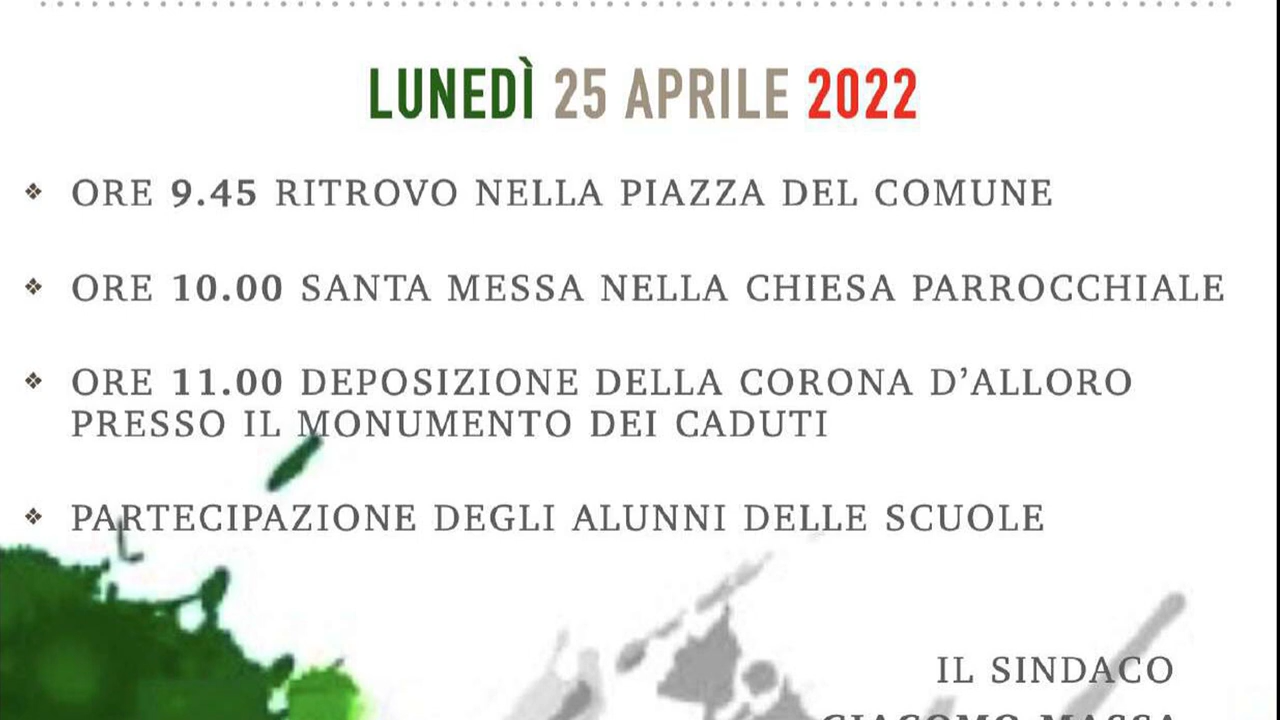 LUNEDÌ 25 APRILE 2022
❖ ORE 9.45 RITROVO NELLA PIAZZA DEL COMUNE
❖ ORE 10.00 SANTA MESSA NELLA CHIESA PARROCCHIALE
❖ ORE 11.00 DEPOSIZIONE DELLA CORONA D’ALLORO
PRESSO IL MONUMENTO DEI CADUTI
❖ PARTECIPAZIONE DEGLI ALUNNI DELLE SCUOLE
IL SINDACO
GIACOMO MASSA